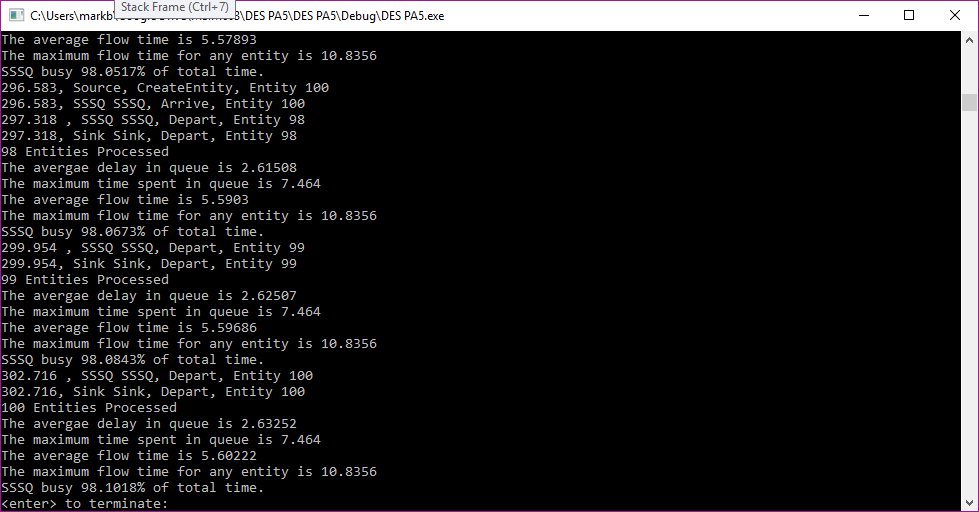 Stack Frame (Ctrl+7)
C:\Users\markb\ \DES PA5\DES PA5\Debug\DES PA5.exe
The average flow time is 5.57893
The maximum flow time for any entity is 10.8356
SSSQ busy 98.0517% of total time.
296.583, Source, CreateEntity, Entity 100
296.583, SSSQ SSSQ, Arrive, Entity 100
297.318 , SSSQ SSSQ, Depart, Entity 98
297.318, Sink Sink, Depart, Entity 98
98 Entities Processed
The avergae delay in queue is 2.61508
The maximum time spent in queue is 7.464
The average flow time is 5.5903
The maximum flow time for any entity is 10.8356
SSSQ busy 98.0673% of total time.
299.954 , SSSQ SSSQ, Depart, Entity 99
299.954, Sink Sink, Depart, Entity 99
99 Entities Processed
The avergae delay in queue is 2.62507
The maximum time spent in queue is 7.464
The average flow time is 5.59686
The maximum flow time for any entity is 10.8356
SSSQ busy 98.0843% of total time.
302.716 , SSSQ SSSQ, Depart, Entity 100
302.716, Sink Sink, Depart, Entity 100
100 Entities Processed
The avergae delay in queue is 2.63252
The maximum time spent in queue is 7.464
The average flow time is 5.60222
The maximum flow time for any entity is 10.8356
SSSQ busy 98.1018% of total time.
<enter> to terminate: